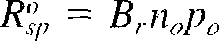 R_{sp}^{o} = B_r n_o p_o